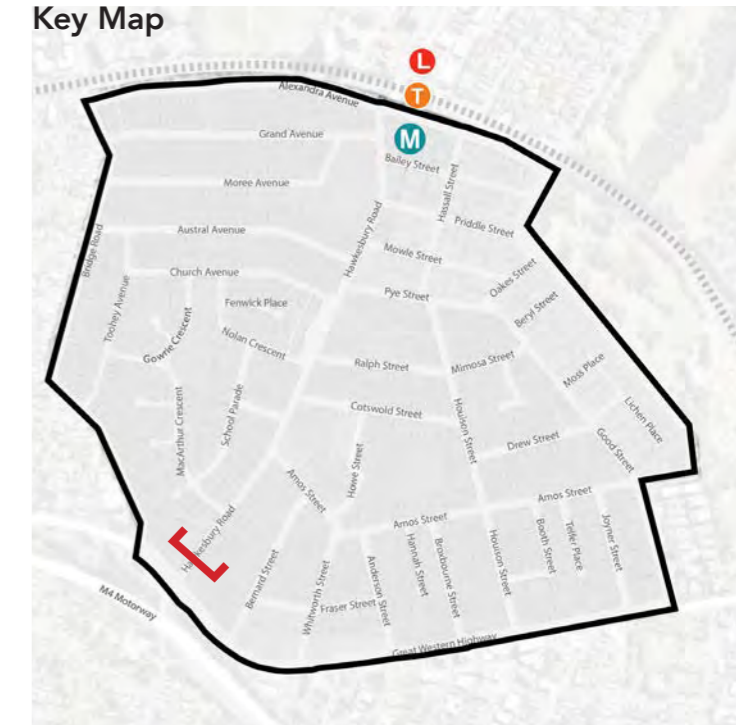 Key Map
L
T
M
Alexandra Avenue
Grand Avenue
Bailey Street
Moree Avenue
Hassall Street
Hawkesbury Road
Priddle Street
Austral Avenue
Bridge Road
Mowle Street
Church Avenue
Oakes Street
Toohey Avenue
Pye Street
Fenwick Place
Beryl Street
Gowrie Crescent
Nolan Crescent
Ralph Street
Mimosa Street
Moss Place
MacArthur Crescent
School Parade
Cotswold Street
Houison Street
Lichen Place
Drew Street
Good Street
Howe Street
Amos Street
Amos Street
Amos Street
Hawkesbury Road
Bernard Street
Whitworth Street
Anderson Street
Hannah Street
Broxbourne Street
Houison Street
Booth Street
Telfer Place
Joyner Street
Fraser Street
M4 Motorway
Great Western Highway